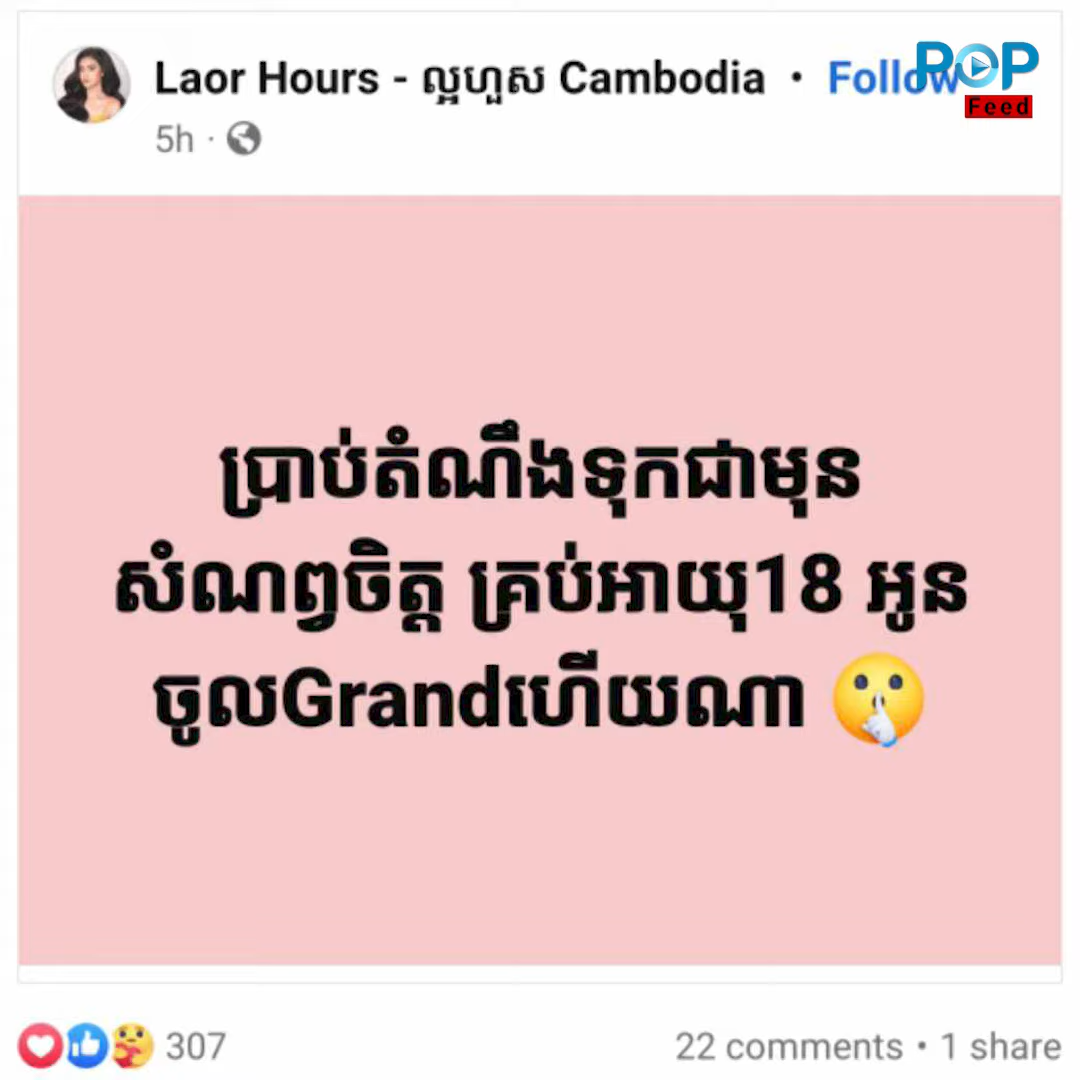 Laor Hours - ល្អហួស Cambodia • Follow
POP
Feed
5h ·
ប្រាប់តំណឹងទុកជាមុន
សំណព្វចិត្ត គ្រប់អាយុ18 អូន
ចូលGrandហើយណា 🤫
307
22 comments • 1 share